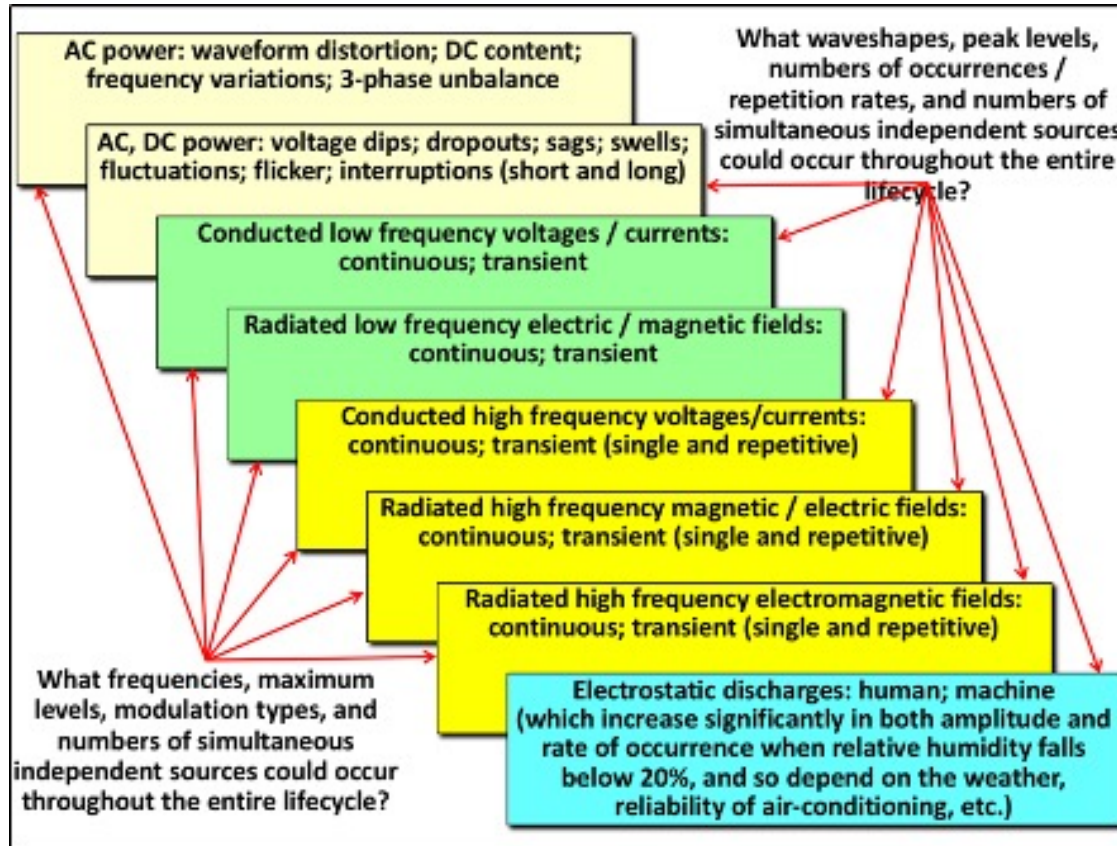 AC power: waveform distortion; DC content;
frequency variations; 3-phase unbalance
What waveshapes, peak levels,
numbers of occurrences /
repetition rates, and numbers of
simultaneous independent sources
could occur throughout the entire
lifecycle?
AC, DC power: voltage dips; dropouts; sags; swells;
fluctuations; flicker; interruptions (short and long)
Conducted low frequency voltages / currents:
continuous; transient
Radiated low frequency electric / magnetic fields:
continuous; transient
Conducted high frequency voltages/currents:
continuous; transient (single and repetitive)
Radiated high frequency magnetic / electric fields:
continuous; transient (single and repetitive)
Radiated high frequency electromagnetic fields:
continuous; transient (single and repetitive)
What frequencies, maximum
levels, modulation types, and
numbers of simultaneous
independent sources could occur
throughout the entire lifecycle?
Electrostatic discharges: human; machine
(which increase significantly in both amplitude and
rate of occurrence when relative humidity falls
below 20%, and so depend on the weather,
reliability of air-conditioning, etc.)